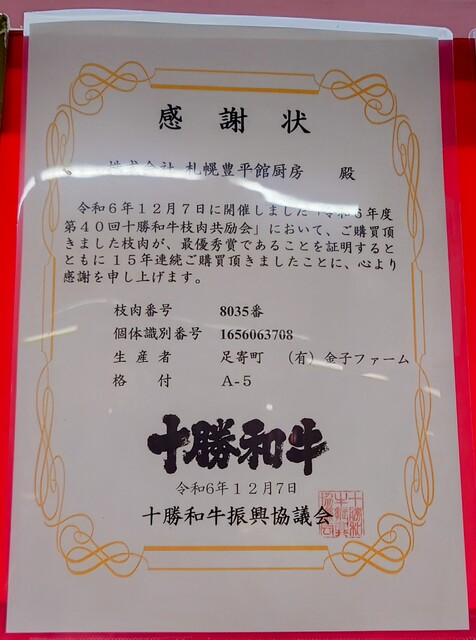 感謝状
株式会社 札幌豊平館厨房 殿
令和6年12月7日に開催しました「令和6年度
第40回十勝和牛枝肉共励会」において、ご購買頂
きました枝肉が、最優秀賞であることを証明すると
ともに15年連続ご購買頂きましたことに、心より
感謝を申し上げます。
枝肉番号 8035番
個体識別番号 1656063708
生産者 足寄町 (有)金子ファーム
格付 A-5
十勝和牛
令和6年12月7日
十勝和牛振興協議会